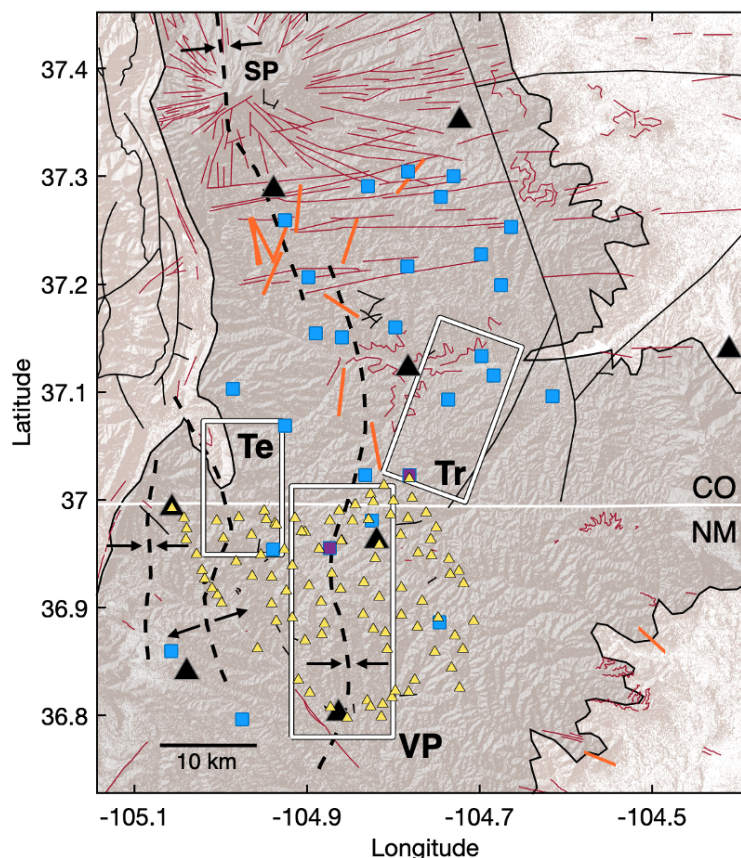 37.4
SP
37.3
37.2
Latitude
37.1
Te
Tr
37
CO
NM
36.9
36.8
VP
10 km
-105.1
-104.9
-104.7
-104.5
Longitude